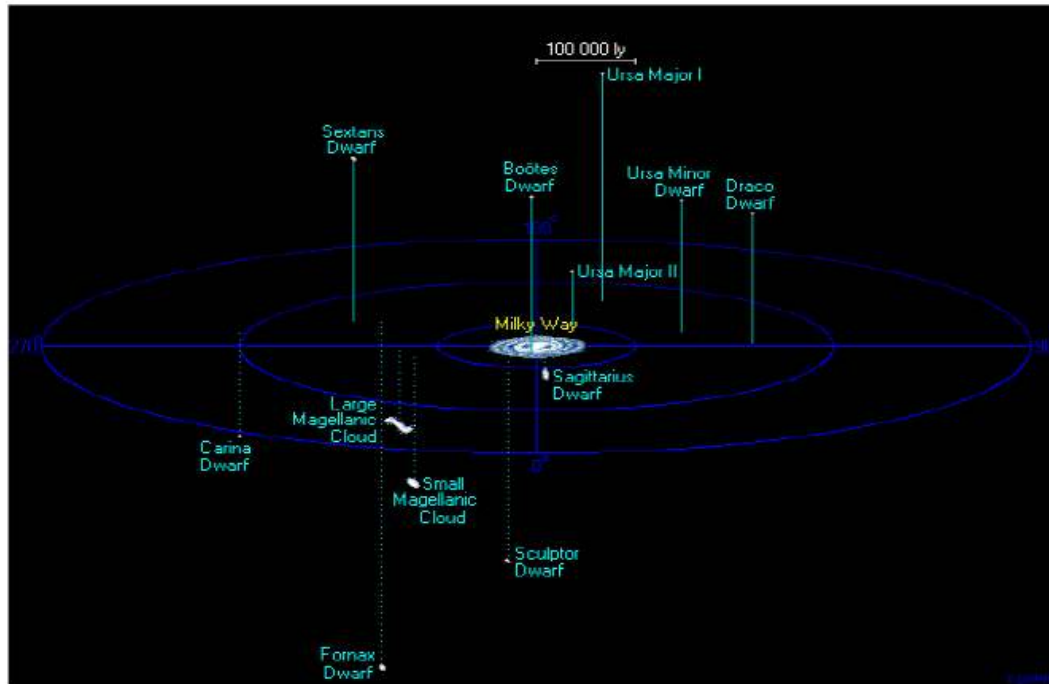 100 000 ly
Ursa Major I
Sextans
Dwarf
Boötes
Dwarf
Ursa Minor
Dwarf
Draco
Dwarf
Ursa Major II
Milky Way
Sagittarius
Dwarf
Large
Magellanic
Cloud
Carina
Dwarf
0°
Small
Magellanic
Cloud
Sculptor
Dwarf
Fornax
Dwarf